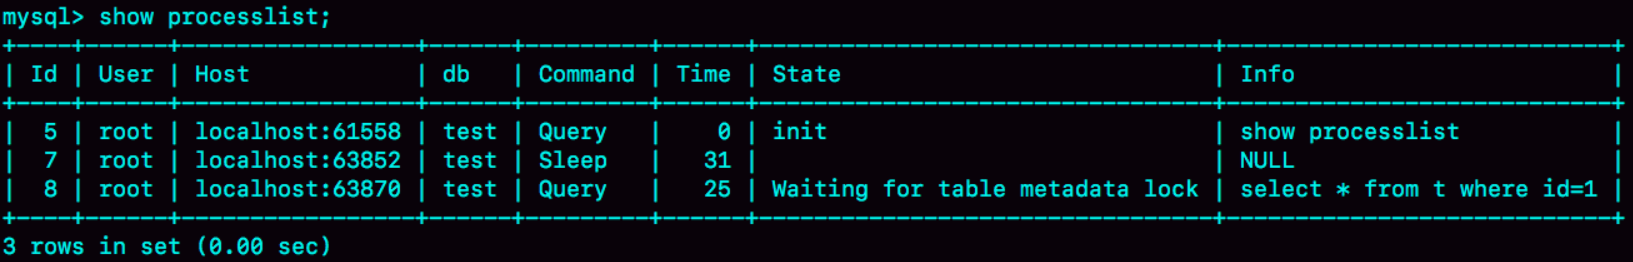 mysql> show processlist;
+----+------+-----------------+------+---------+------+---------------------------------+----------------------------+
| Id | User | Host            | db   | Command | Time | State                           | Info                       |
+----+------+-----------------+------+---------+------+---------------------------------+----------------------------+
|  5 | root | localhost:61558 | test | Query   |    0 | init                            | show processlist           |
|  7 | root | localhost:63852 | test | Sleep   |   31 |                                 | NULL                       |
|  8 | root | localhost:63870 | test | Query   |   25 | Waiting for table metadata lock | select * from t where id=1 |
+----+------+-----------------+------+---------+------+---------------------------------+----------------------------+
3 rows in set (0.00 sec)